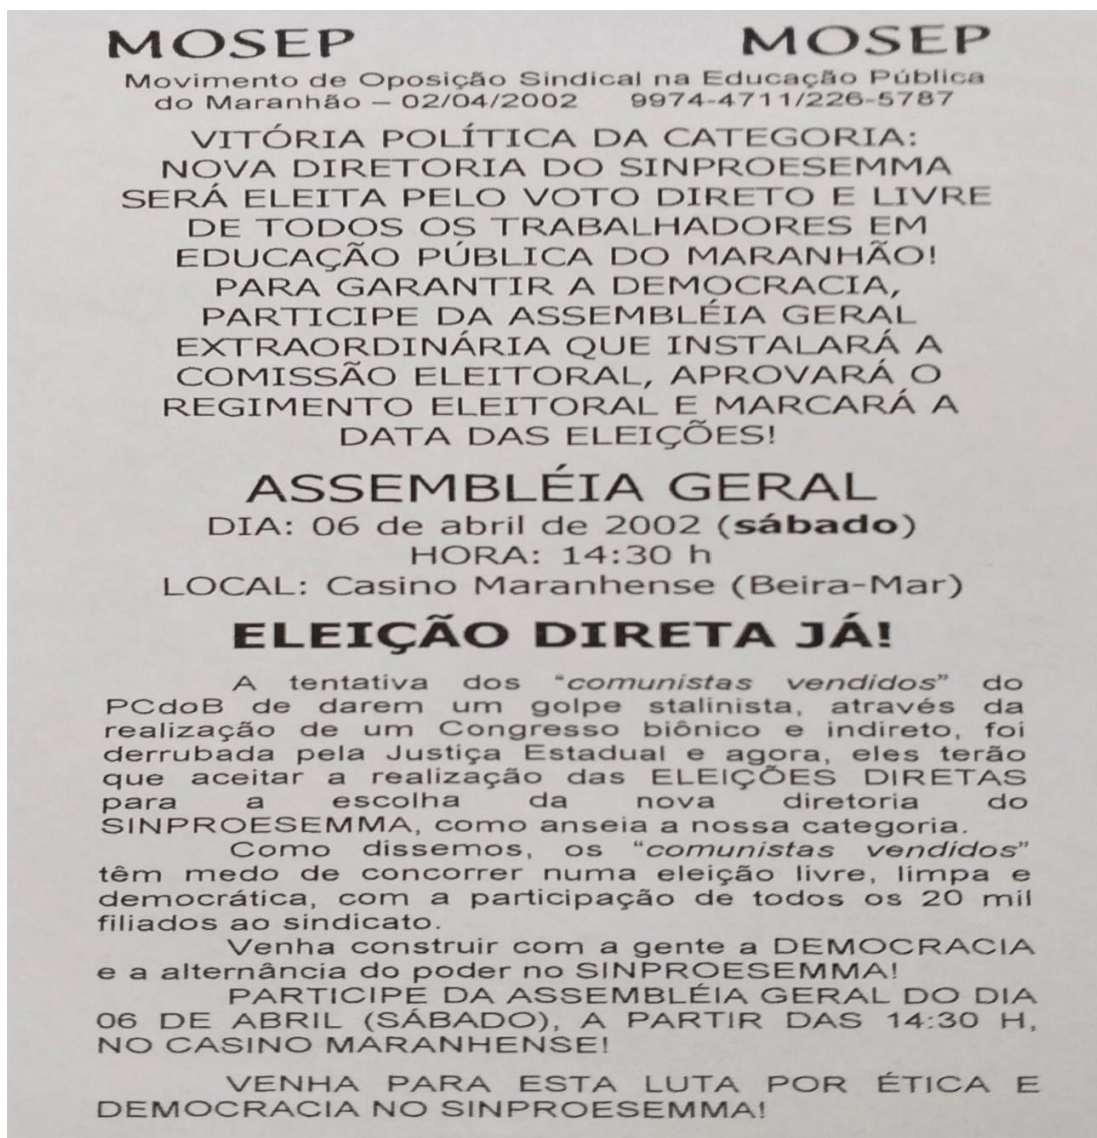 MOSEP MOSEP
Movimento de Oposição Sindical na Educação Pública
do Maranhão – 02/04/2002 9974-4711/226-5787
VITÓRIA POLÍTICA DA CATEGORIA:
NOVA DIRETORIA DO SINPROESEMMA
SERÁ ELEITA PELO VOTO DIRETO E LIVRE
DE TODOS OS TRABALHADORES EM
EDUCAÇÃO PÚBLICA DO MARANHÃO!
PARA GARANTIR A DEMOCRACIA,
PARTICIPE DA ASSEMBLÉIA GERAL
EXTRAORDINÁRIA QUE INSTALARÁ A
COMISSÃO ELEITORAL, APROVARÁ O
REGIMENTO ELEITORAL E MARCARÁ A
DATA DAS ELEIÇÕES!
ASSEMBLÉIA GERAL
DIA: 06 de abril de 2002 (sábado)
HORA: 14:30 h
LOCAL: Casino Maranhense (Beira-Mar)
ELEIÇÃO DIRETA JÁ!
A tentativa dos "comunistas vendidos" do
PCdoB de darem um golpe stalinista, através da
realização de um Congresso biônico e indireto, foi
derrubada pela Justiça Estadual e agora, eles terão
que aceitar a realização das ELEIÇÕES DIRETAS
para a escolha da nova diretoria do
SINPROESEMMA, como anseia a nossa categoria.
Como dissemos, os "comunistas vendidos"
têm medo de concorrer numa eleição livre, limpa e
democrática, com a participação de todos os 20 mil
filiados ao sindicato.
Venha construir com a gente a DEMOCRACIA
e a alternância do poder no SINPROESEMMA!
PARTICIPE DA ASSEMBLÉIA GERAL DO DIA
06 DE ABRIL (SÁBADO), A PARTIR DAS 14:30 H,
NO CASINO MARANHENSE!
VENHA PARA ESTA LUTA POR ÉTICA E
DEMOCRACIA NO SINPROESEMMA!